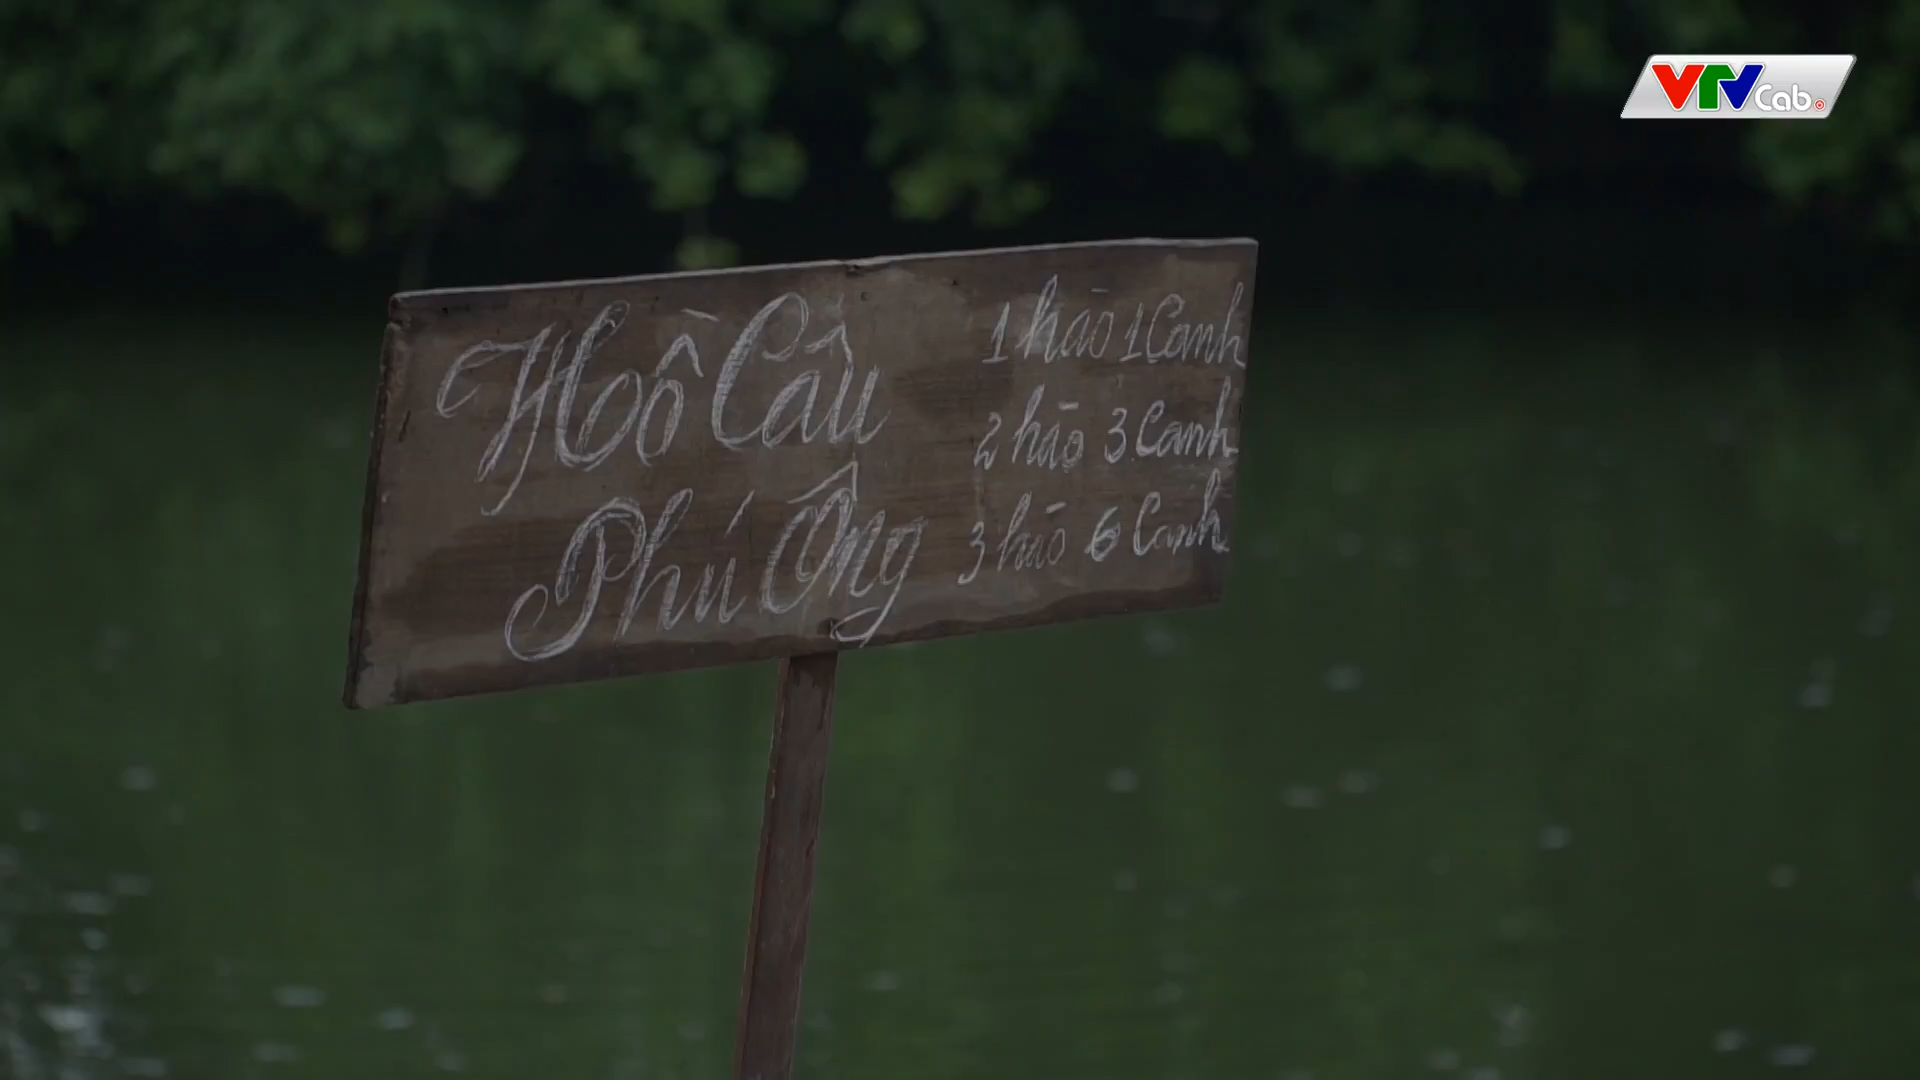 VTVCab
Hồ Câu
Phú Ông
1 hào 1 Canh
2 hào 3 Canh
3 hào 6 Canh